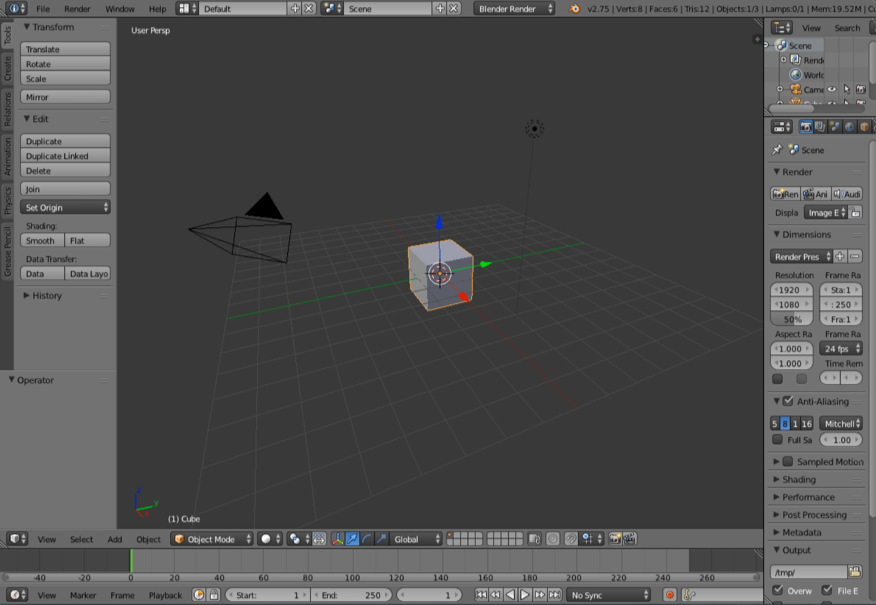 File Render Window Help Default Scene Blender Render v2.75 | Verts:8 | Faces:6 | Tris:12 | Objects:1/3 | Lamps:0/1 | Mem:19.52M | Cu
Tools
Create
Relations
Animation
Physics
Grease Pencil
Transform
Translate
Rotate
Scale
Mirror
Edit
Duplicate
Duplicate Linked
Delete
Join
Set Origin
Shading:
Smooth Flat
Data Transfer:
Data Data Layo
History
Operator
User Persp
(1) Cube
View Search
Scene
Rende
World
Came
Scene
Render
Ren Ani Audi
Displa Image E
Dimensions
Render Pres
Resolution Frame Ra
1920 Sta:1
1080 : 250
50% Fra:1
Aspect Ra Frame Ra
1.000 24 fps
1.000 Time Rem
Anti-Aliasing
5 8 1 16 Mitchell
Full Sa 1.00
Sampled Motion
Shading
Performance
Post Processing
Metadata
Output
/tmp/
Overw File E
View Select Add Object Object Mode Global
-40 -20 0 20 40 60 80 100 120 140 160 180 200 220 240 260
View Marker Frame Playback Start: 1 End: 250 1 No Sync